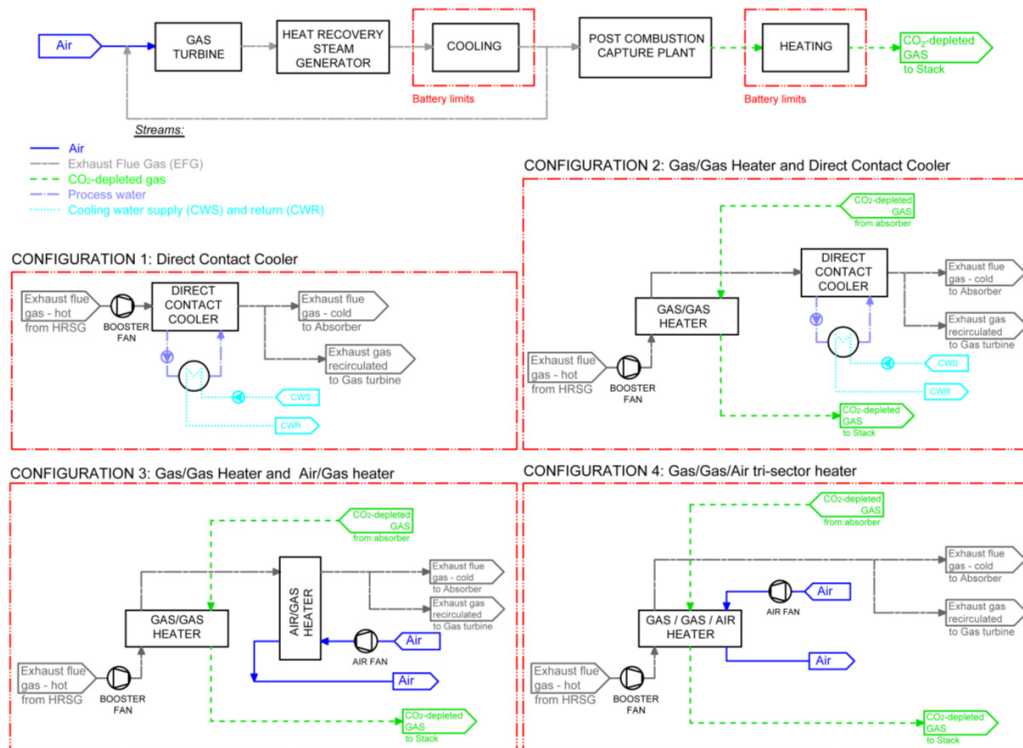 Air
GAS
TURBINE
HEAT RECOVERY
STEAM
GENERATOR
COOLING
POST COMBUSTION
CAPTURE PLANT
HEATING
CO2-depleted
GAS
to Stack
Battery limits
Battery limits
Streams:
Air
Exhaust Flue Gas (EFG)
CO2-depleted gas
Process water
Cooling water supply (CWS) and return (CWR)
CONFIGURATION 1: Direct Contact Cooler
Exhaust flue
gas - hot
from HRSG
BOOSTER
FAN
DIRECT
CONTACT
COOLER
Exhaust flue
gas - cold
to Absorber
Exhaust gas
recirculated
to Gas turbine
CWS
CWR
CONFIGURATION 2: Gas/Gas Heater and Direct Contact Cooler
CO2-depleted
GAS
from absorber
DIRECT
CONTACT
COOLER
Exhaust flue
gas - cold
to Absorber
GAS/GAS
HEATER
Exhaust gas
recirculated
to Gas turbine
Exhaust flue
gas - hot
from HRSG
BOOSTER
FAN
CWS
CWR
CO2-depleted
GAS
to Stack
CONFIGURATION 3: Gas/Gas Heater and Air/Gas heater
CO2-depleted
GAS
from absorber
Exhaust flue
gas - cold
to Absorber
AIR/GAS
HEATER
Exhaust gas
recirculated
to Gas turbine
GAS/GAS
HEATER
Air
AIR FAN
Air
Exhaust flue
gas - hot
from HRSG
BOOSTER
FAN
CO2-depleted
GAS
to Stack
CONFIGURATION 4: Gas/Gas/Air tri-sector heater
CO2-depleted
GAS
from absorber
Exhaust flue
gas - cold
to Absorber
Air
AIR FAN
Exhaust gas
recirculated
to Gas turbine
GAS / GAS / AIR
HEATER
Air
Exhaust flue
gas - hot
from HRSG
BOOSTER
FAN
CO2-depleted
GAS
to Stack